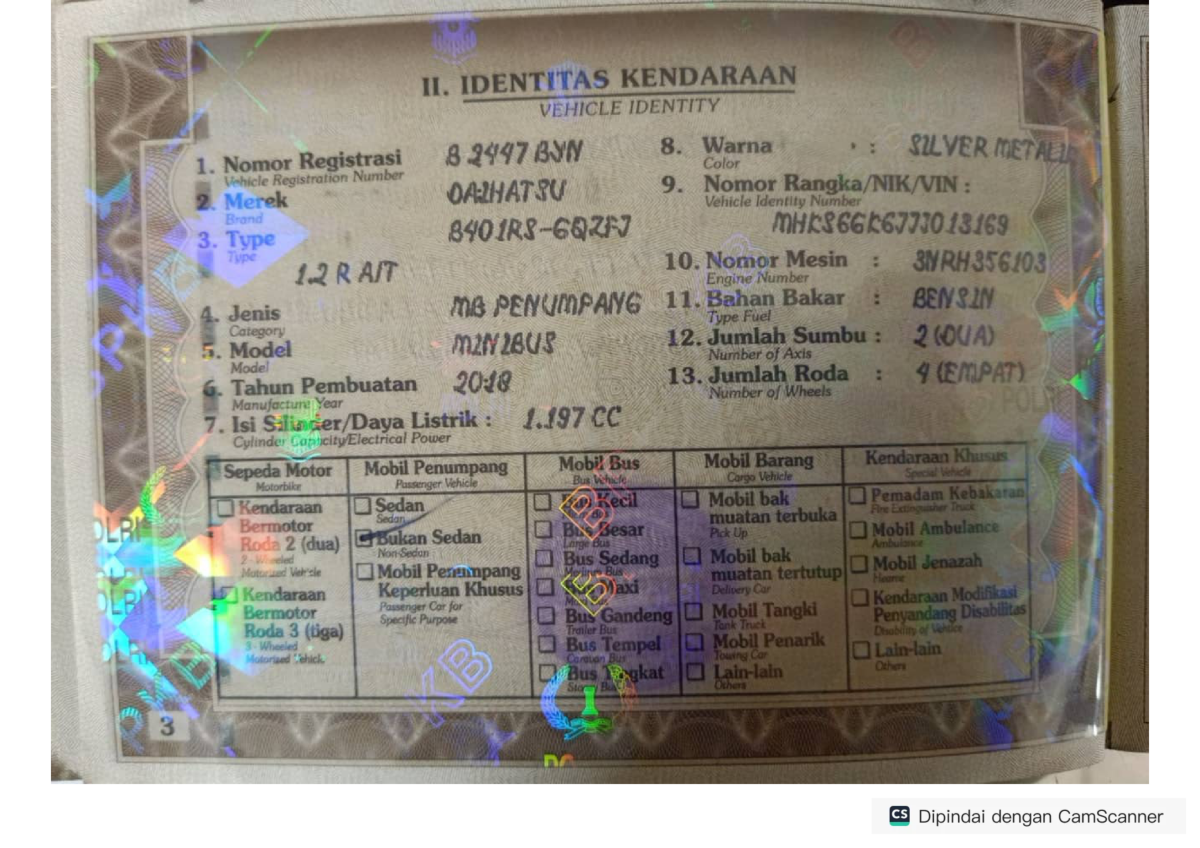 II. IDENTITAS KENDARAAN
VEHICLE IDENTITY
1. Nomor Registrasi B 2447 BYN
Vehicle Registration Number
2. Merek DAIHATSU
Brand
3. Type B401RS-GQZFJ
Type
1.2 R A/T
4. Jenis MB PENUMPANG
Category
5. Model MINIBUS
Model
6. Tahun Pembuatan 2018
Manufacture Year
7. Isi Silinder/Daya Listrik : 1.197 CC
Cylinder Capicity/Electrical Power
8. Warna : SILVER METALIK
Color
9. Nomor Rangka/NIK/VIN :
Vehicle Identity Number
MHKS6GK6JJJ013169
10. Nomor Mesin : 3NRH356103
Engine Number
11. Bahan Bakar : BENSIN
Type Fuel
12. Jumlah Sumbu : 2 (DUA)
Number of Axis
13. Jumlah Roda : 4 (EMPAT)
Number of Wheels
Sepeda Motor
Motorbike
Kendaraan
Bermotor
Roda 2 (dua)
2 - Wheeled
Motorized Vehicle
Kendaraan
Bermotor
Roda 3 (tiga)
3 - Wheeled
Motorized Vehick
Mobil Penumpang
Passenger Vehicle
Sedan
Sedan
Bukan Sedan
Non-Sedan
Mobil Penumpang
Keperluan Khusus
Passenger Car for
Specific Purpose
Mobil Bus
Bus Vehicle
Kecil
Bus Besar
Large Bus
Bus Sedang
Bus Gandeng
Trailer Bus
Bus Tempel
Caravan Bus
Bus Tingkat
Mobil Barang
Cargo Vehicle
Mobil bak
muatan terbuka
Pick Up
Mobil bak
muatan tertutup
Delivery Car
Mobil Tangki
Tank Truck
Mobil Penarik
Towing Car
Lain-lain
Others
Kendaraan Khusus
Special Vehicle
Pemadam Kebakaran
Fire Extinguisher Truck
Mobil Ambulance
Ambulance
Mobil Jenazah
Hearse
Kendaraan Modifikasi
Penyandang Disabilitas
Disability of Vehicle
Lain-lain
Others
3
CS Dipindai dengan CamScanner